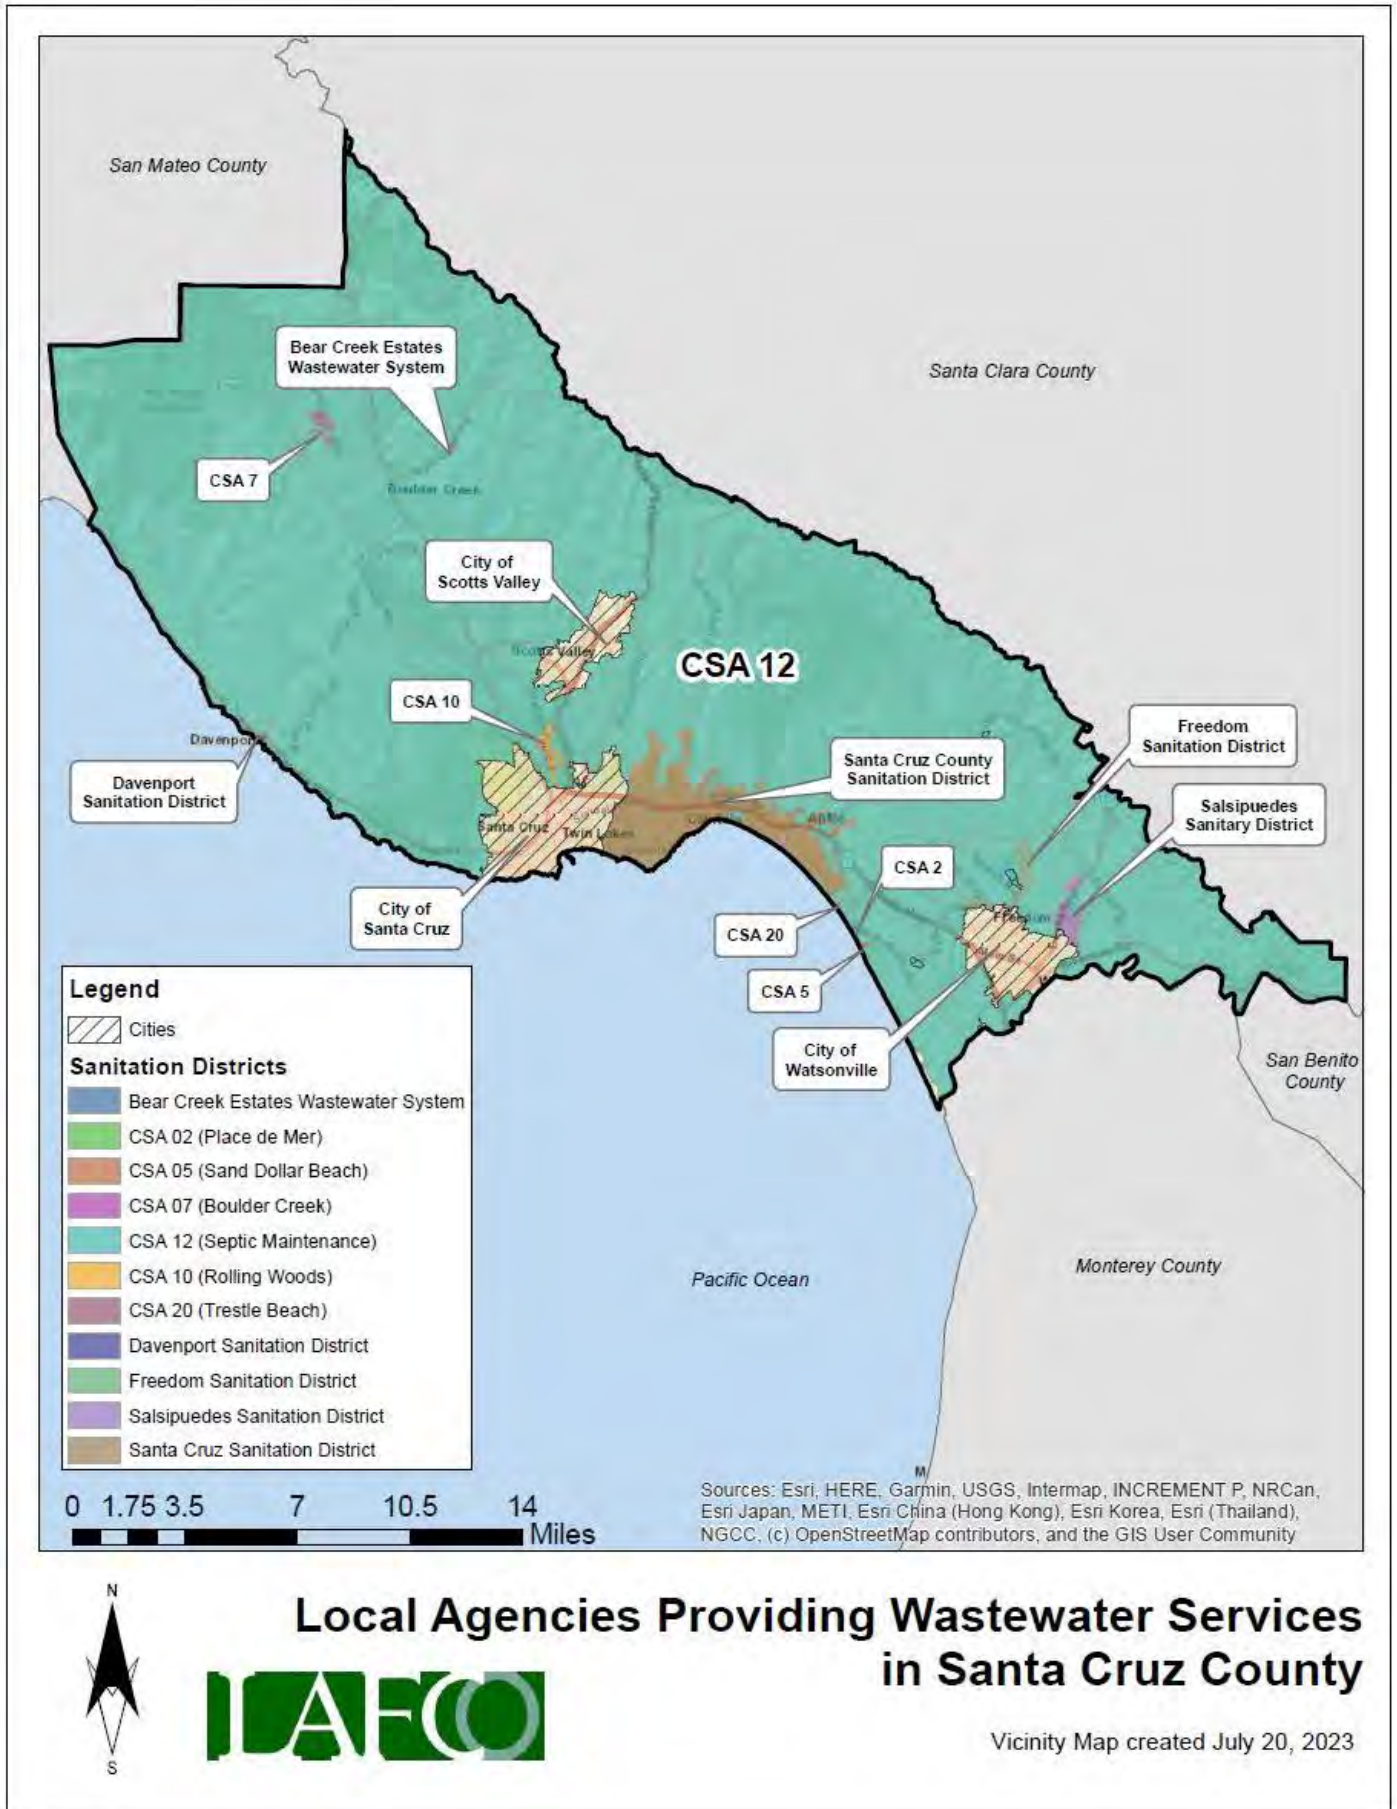 San Mateo County
Santa Clara County
Bear Creek Estates
Wastewater System
CSA 7
Boulder Creek
City of
Scotts Valley
Scotts Valley
CSA 12
CSA 10
Freedom
Sanitation District
Davenport
Santa Cruz County
Sanitation District
Davenport
Sanitation District
Salsipuedes
Sanitary District
Santa Cruz
Twin Lakes
Aptos
CSA 2
City of
Santa Cruz
CSA 20
Freedom
CSA 5
City of
Watsonville
San Benito
County
Legend
Cities
Sanitation Districts
Bear Creek Estates Wastewater System
CSA 02 (Place de Mer)
CSA 05 (Sand Dollar Beach)
CSA 07 (Boulder Creek)
CSA 12 (Septic Maintenance)
CSA 10 (Rolling Woods)
CSA 20 (Trestle Beach)
Davenport Sanitation District
Freedom Sanitation District
Salsipuedes Sanitation District
Santa Cruz Sanitation District
Pacific Ocean
Monterey County
M
0 1.75 3.5 7 10.5 14
Miles
Sources: Esri, HERE, Garmin, USGS, Intermap, INCREMENT P, NRCan,
Esri Japan, METI, Esri China (Hong Kong), Esri Korea, Esri (Thailand),
NGCC, (c) OpenStreetMap contributors, and the GIS User Community
N
S
LAFCO
Local Agencies Providing Wastewater Services
in Santa Cruz County
Vicinity Map created July 20, 2023